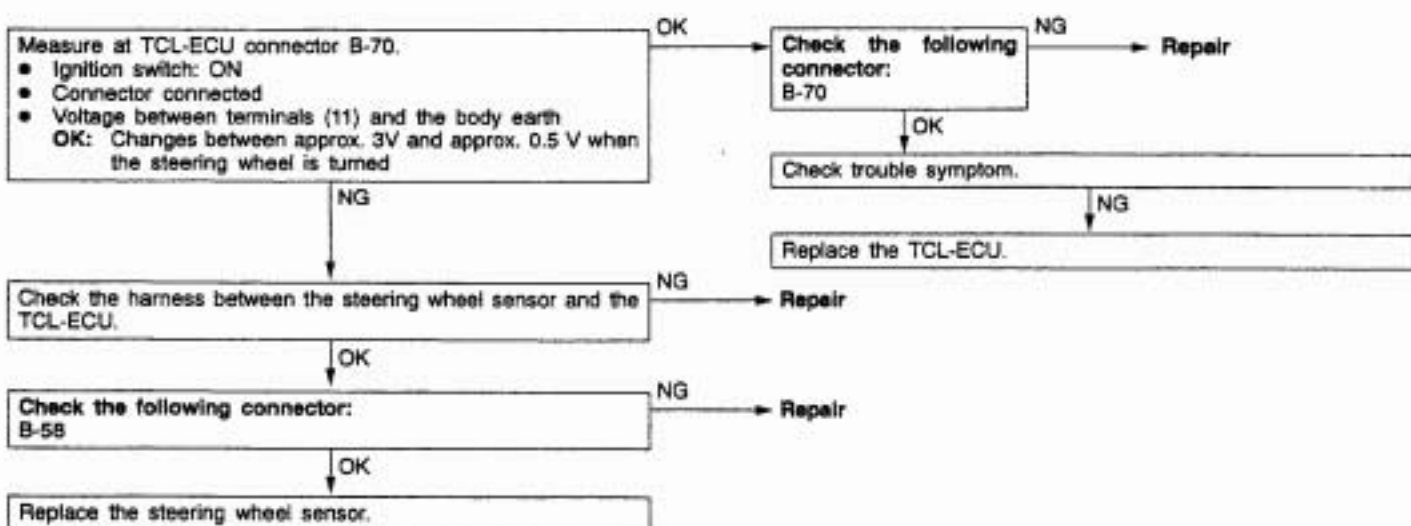 Measure at TCL-ECU connector B-70.
● Ignition switch: ON
● Connector connected
● Voltage between terminals (11) and the body earth
OK: Changes between approx. 3V and approx. 0.5 V when
the steering wheel is turned
OK
Check the following
connector:
B-70
NG
Repair
OK
Check trouble symptom.
NG
Replace the TCL-ECU.
NG
Check the harness between the steering wheel sensor and the
TCL-ECU.
NG
Repair
OK
Check the following connector:
B-58
NG
Repair
OK
Replace the steering wheel sensor.